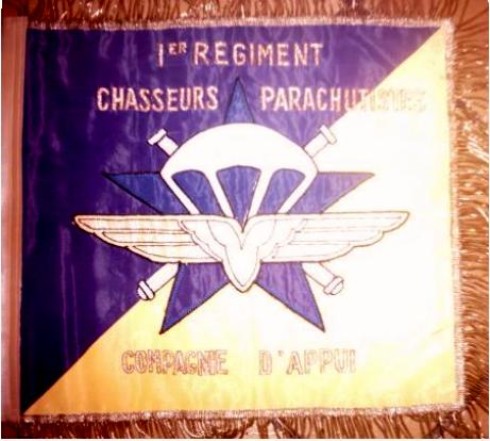 1ER REGIMENT
CHASSEURS PARACHUTISTES
COMPAGNIE D'APPUI